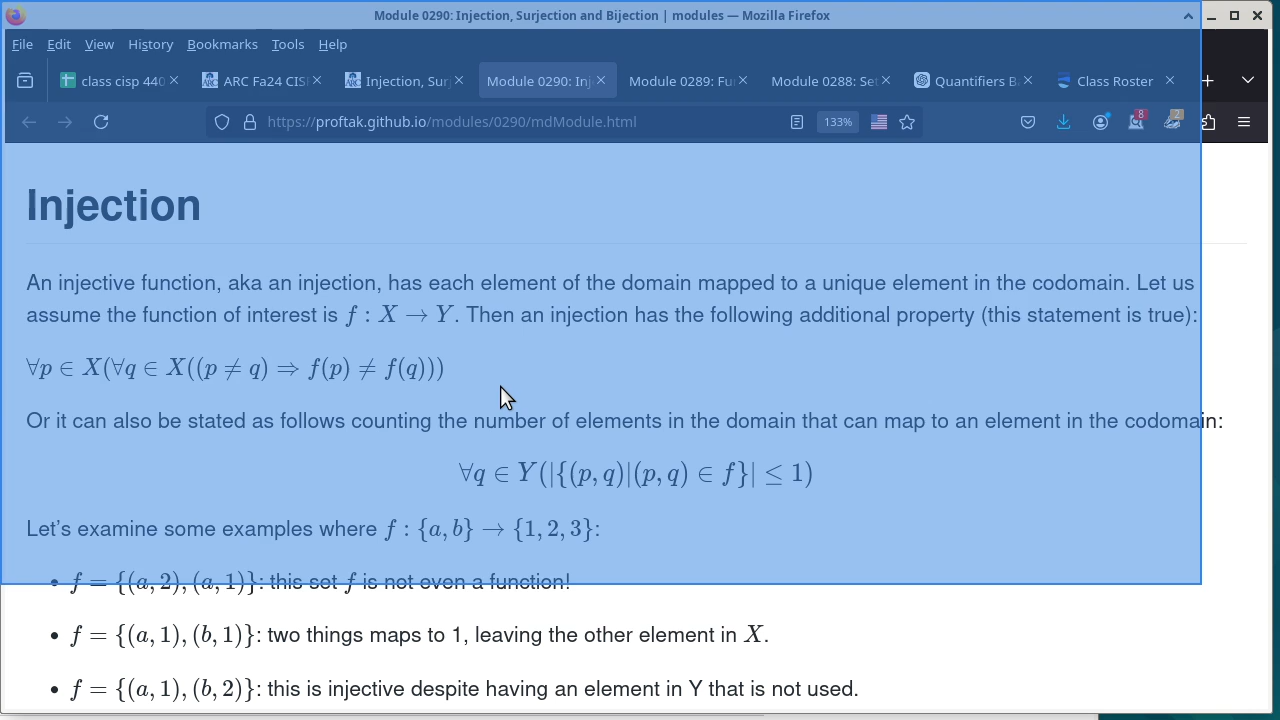 Module 0290: Injection, Surjection and Bijection | modules — Mozilla Firefox
File Edit View History Bookmarks Tools Help
class cisp 440 ARC Fa24 CIS Injection, Sur Module 0290: Inj Module 0289: Fu Module 0288: Set Quantifiers B Class Roster
https://proftak.github.io/modules/0290/mdModule.html 133% 8 2
Injection
An injective function, aka an injection, has each element of the domain mapped to a unique element in the codomain. Let us
assume the function of interest is f : X → Y. Then an injection has the following additional property (this statement is true):
∀p ∈ X(∀q ∈ X((p ≠ q) ⇒ f(p) ≠ f(q)))
Or it can also be stated as follows counting the number of elements in the domain that can map to an element in the codomain:
∀q ∈ Y(|{(p, q)|(p, q) ∈ f}| ≤ 1)
Let’s examine some examples where f : {a, b} → {1, 2, 3}:
• f = {(a, 2), (a, 1)}: this set f is not even a function!
• f = {(a, 1), (b, 1)}: two things maps to 1, leaving the other element in X.
• f = {(a, 1), (b, 2)}: this is injective despite having an element in Y that is not used.